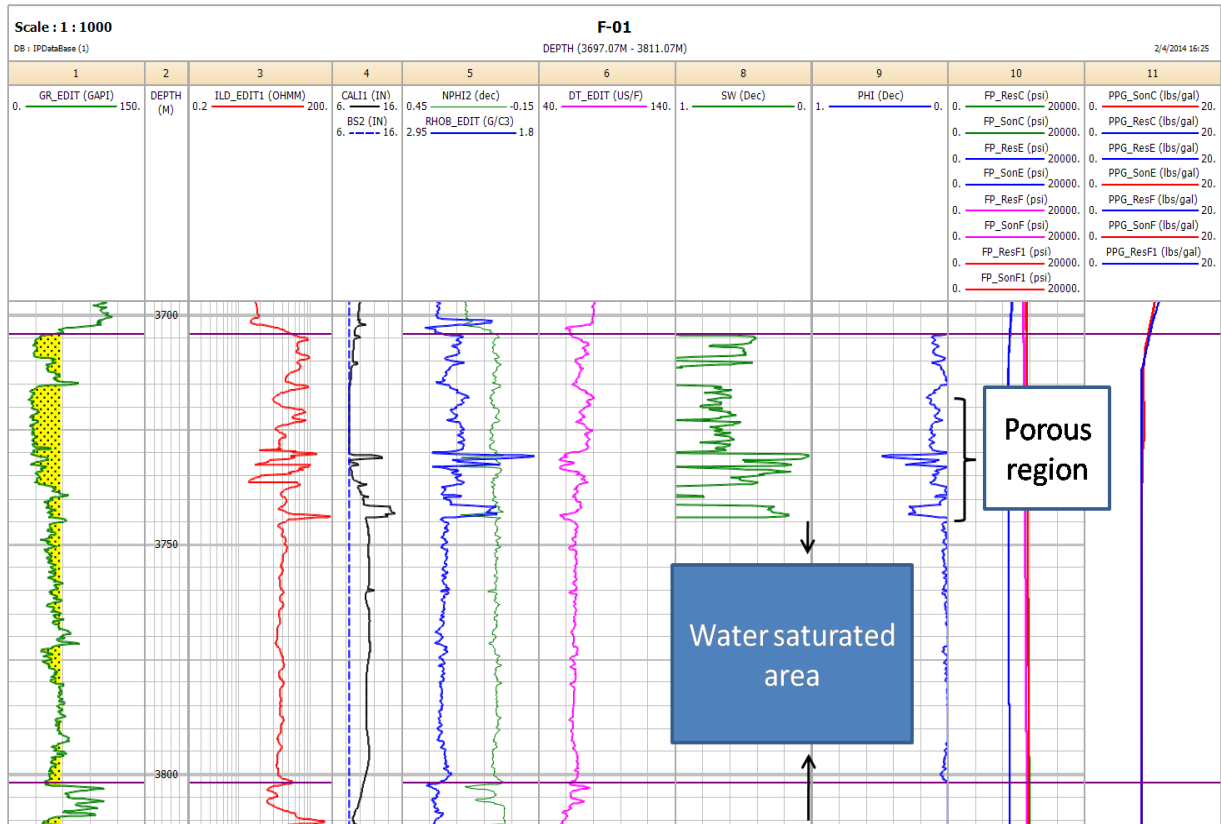 Scale : 1 : 1000
F-01
DB : IPDataBase (1)
DEPTH (3697.07M - 3811.07M)
2/4/2014 16:25
1 2 3 4 5 6 8 9 10 11
GR_EDIT (GAPI)
0. 150.
DEPTH
(M)
ILD_EDIT1 (OHMM)
0.2 200.
CALI1 (IN)
6. 16.
BS2 (IN)
6. 16.
NPHI2 (dec)
0.45 -0.15
RHOB_EDIT (G/C3)
2.95 1.8
DT_EDIT (US/F)
40. 140.
SW (Dec)
1. 0.
PHI (Dec)
1. 0.
FP_ResC (psi)
0. 20000.
FP_SonC (psi)
0. 20000.
FP_ResE (psi)
0. 20000.
FP_SonE (psi)
0. 20000.
FP_ResF (psi)
0. 20000.
FP_SonF (psi)
0. 20000.
FP_ResF1 (psi)
0. 20000.
FP_SonF1 (psi)
0. 20000.
PPG_SonC (lbs/gal)
0. 20.
PPG_ResC (lbs/gal)
0. 20.
PPG_ResE (lbs/gal)
0. 20.
PPG_SonE (lbs/gal)
0. 20.
PPG_ResF (lbs/gal)
0. 20.
PPG_SonF (lbs/gal)
0. 20.
PPG_ResF1 (lbs/gal)
0. 20.
3700
Porous
region
3750
Water saturated
area
3800